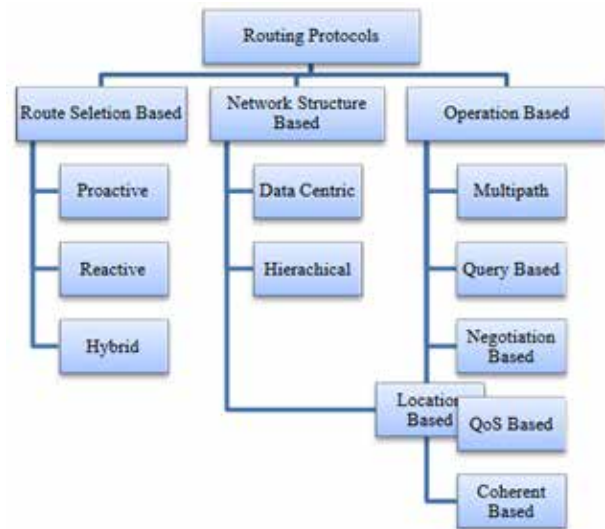 Routing Protocols
Route Seletion Based
Network Structure
Based
Operation Based
Proactive
Reactive
Hybrid
Data Centric
Hierachical
Location
Based
Multipath
Query Based
Negotiation
Based
QoS Based
Coherent
Based